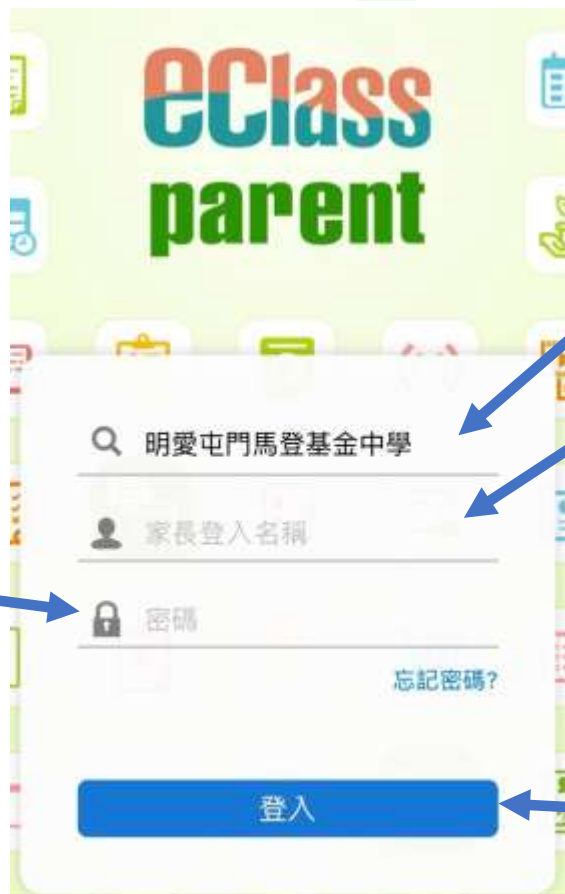 eClass
parent
明愛屯門馬登基金中學
家長登入名稱
密碼
忘記密碼?
登入